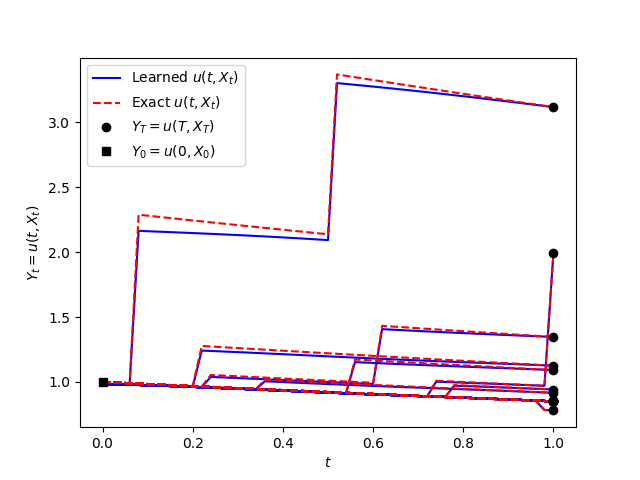 Learned u(t, X_t)
Exact u(t, X_t)
Y_T = u(T, X_T)
Y_0 = u(0, X_0)
Y_t = u(t, X_t)
3.0
2.5
2.0
1.5
1.0
0.0 0.2 0.4 0.6 0.8 1.0
t